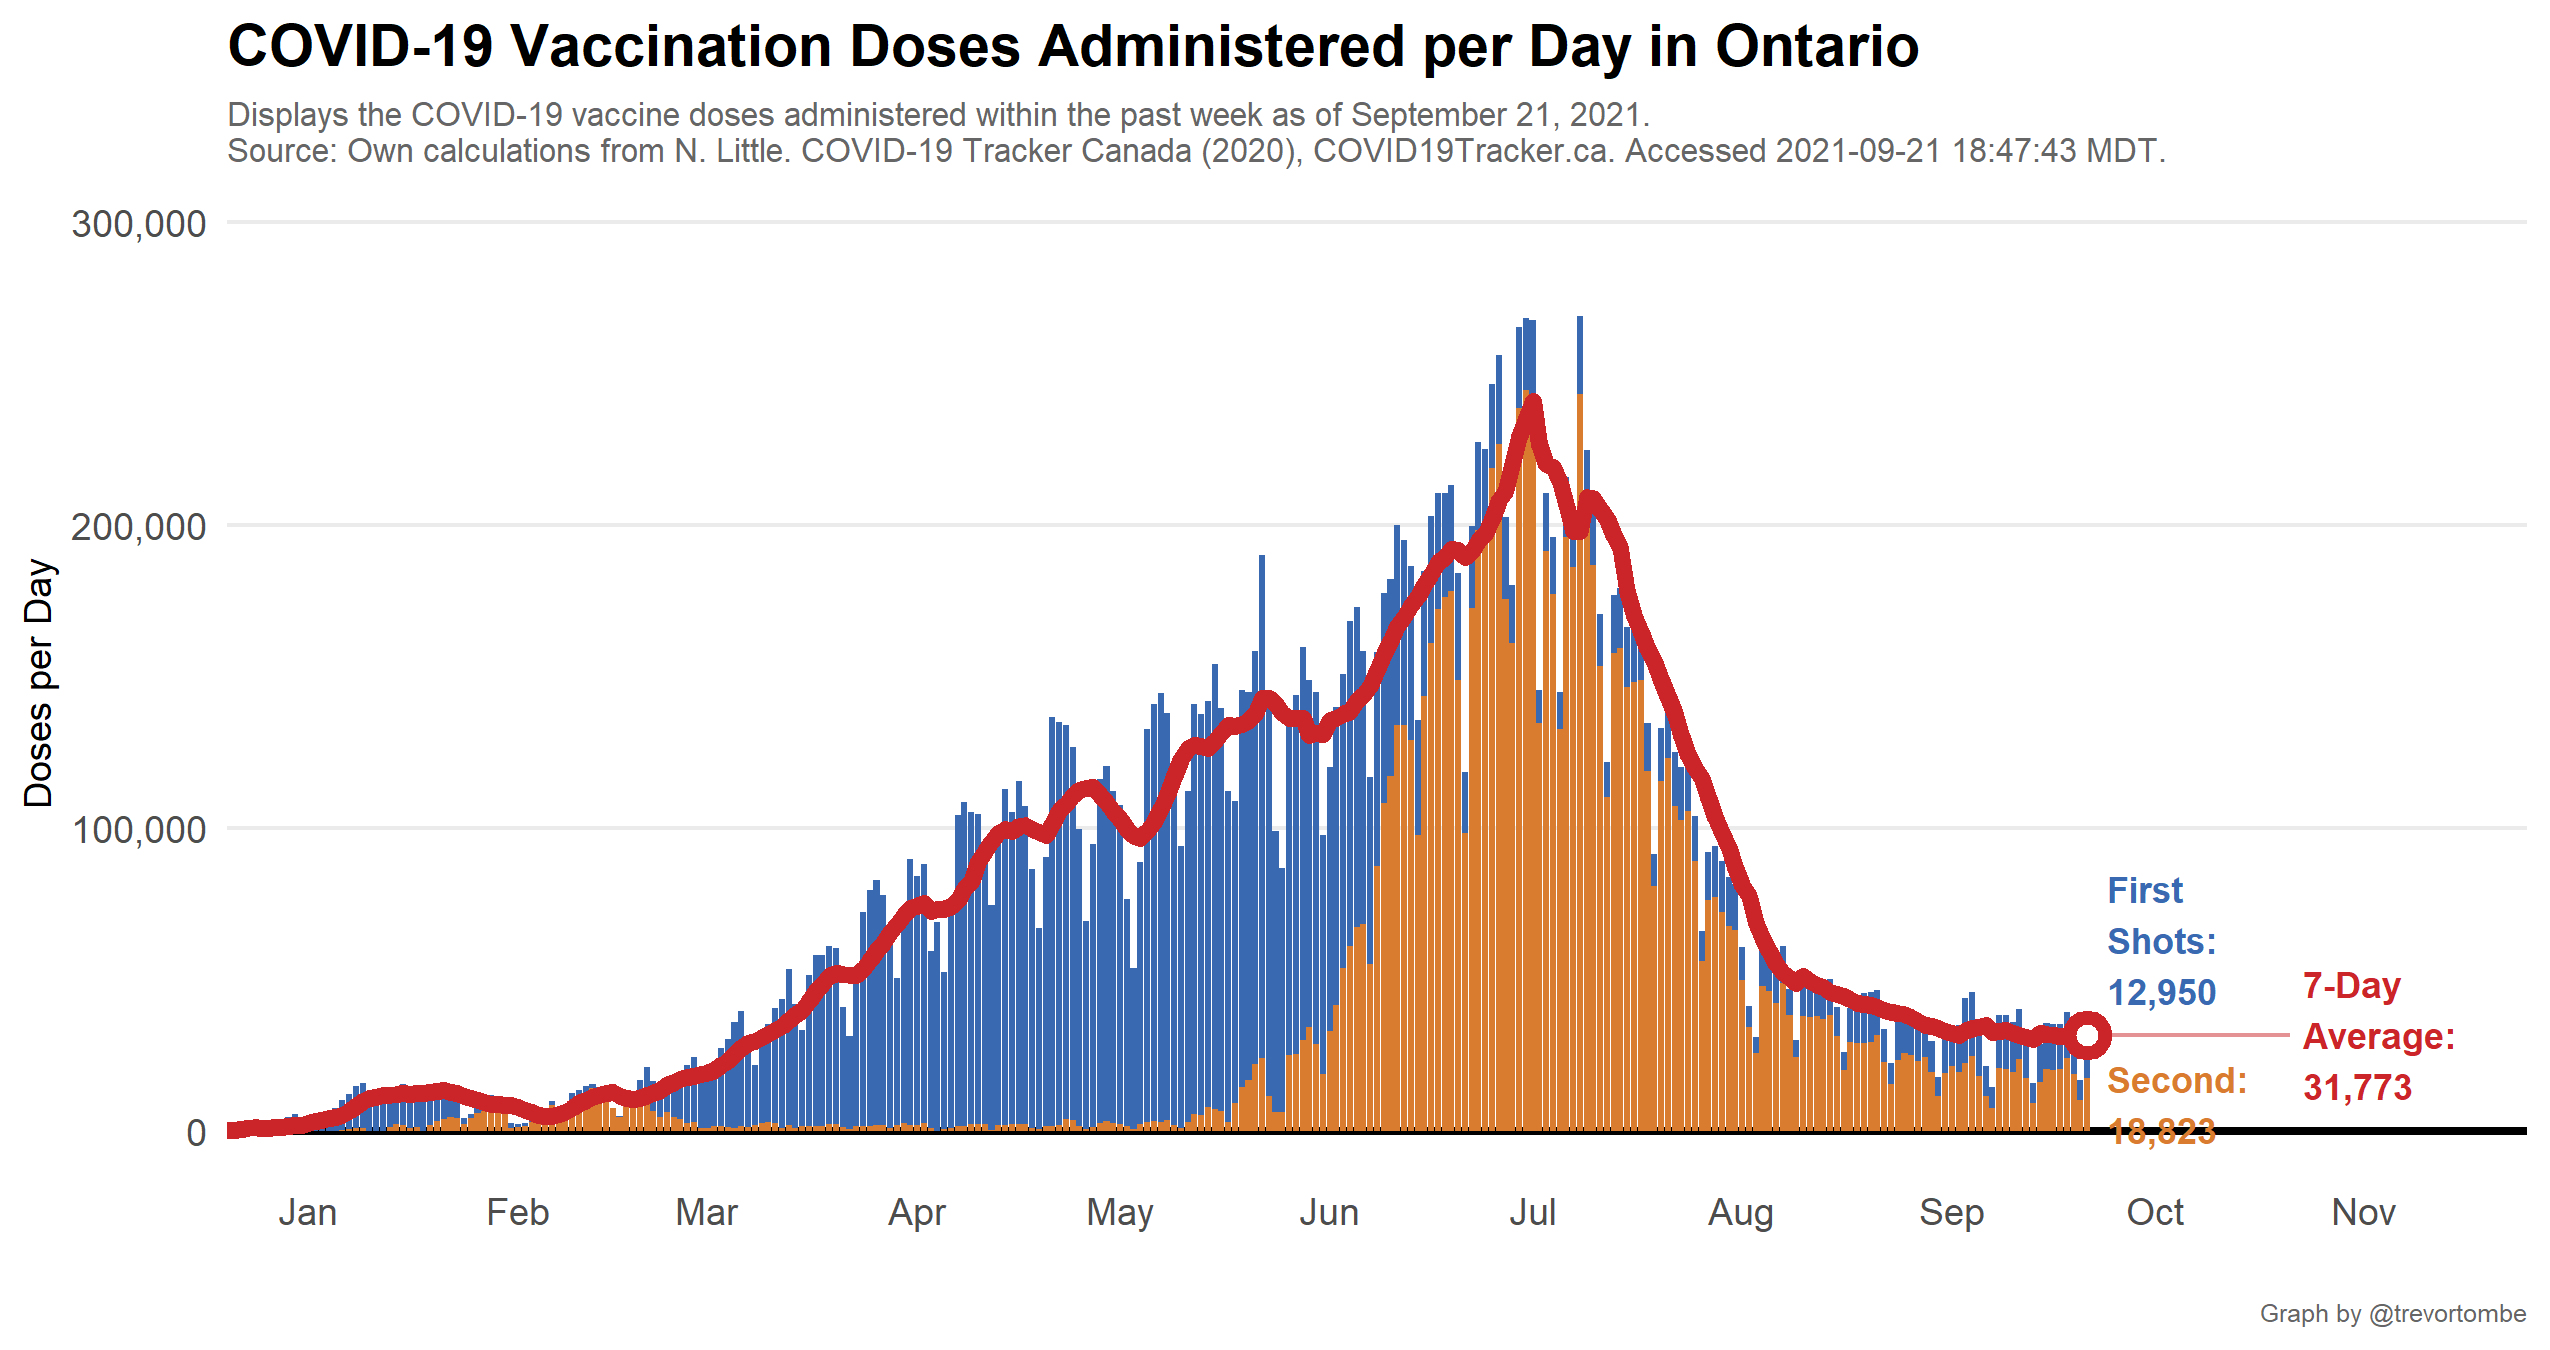 COVID-19 Vaccination Doses Administered per Day in Ontario
Displays the COVID-19 vaccine doses administered within the past week as of September 21, 2021.
Source: Own calculations from N. Little. COVID-19 Tracker Canada (2020), COVID19Tracker.ca. Accessed 2021-09-21 18:47:43 MDT.
Doses per Day
300,000
200,000
100,000
0
First
Shots:
12,950
Second:
18,823
7-Day
Average:
31,773
Jan Feb Mar Apr May Jun Jul Aug Sep Oct Nov
Graph by @trevortombe